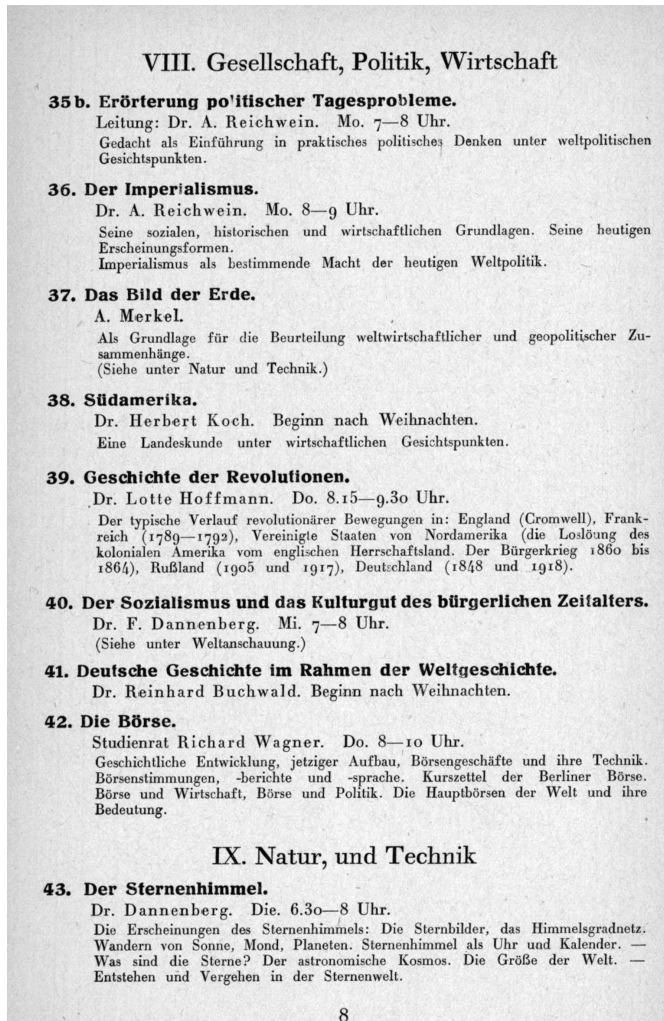 VIII. Gesellschaft, Politik, Wirtschaft
35b. Erörterung politischer Tagesprobleme.
Leitung: Dr. A. Reichwein. Mo. 7—8 Uhr.
Gedacht als Einführung in praktisches politisches Denken unter weltpolitischen
Gesichtspunkten.
36. Der Imperialismus.
Dr. A. Reichwein. Mo. 8—9 Uhr.
Seine sozialen, historischen und wirtschaftlichen Grundlagen. Seine heutigen
Erscheinungsformen.
Imperialismus als bestimmende Macht der heutigen Weltpolitik.
37. Das Bild der Erde.
A. Merkel.
Als Grundlage für die Beurteilung weltwirtschaftlicher und geopolitischer Zu-
sammenhänge.
(Siehe unter Natur und Technik.)
38. Südamerika.
Dr. Herbert Koch. Beginn nach Weihnachten.
Eine Landeskunde unter wirtschaftlichen Gesichtspunkten.
39. Geschichte der Revolutionen.
Dr. Lotte Hoffmann. Do. 8.15—9.30 Uhr.
Der typische Verlauf revolutionärer Bewegungen in: England (Cromwell), Frank-
reich (1789—1792), Vereinigte Staaten von Nordamerika (die Loslöung des
kolonialen Amerika vom englischen Herrschaftsland. Der Bürgerkrieg 1860 bis
1864), Rußland (1905 und 1917), Deutschland (1848 und 1918).
40. Der Sozialismus und das Kulturgut des bürgerlichen Zeitalters.
Dr. F. Dannenberg. Mi. 7—8 Uhr.
(Siehe unter Weltanschauung.)
41. Deutsche Geschichte im Rahmen der Weltgeschichte.
Dr. Reinhard Buchwald. Beginn nach Weihnachten.
42. Die Börse.
Studienrat Richard Wagner. Do. 8—10 Uhr.
Geschichtliche Entwicklung, jetziger Aufbau, Börsengeschäfte und ihre Technik.
Börsenstimmungen, -berichte und -sprache. Kurszettel der Berliner Börse.
Börse und Wirtschaft, Börse und Politik. Die Hauptbörsen der Welt und ihre
Bedeutung.
IX. Natur, und Technik
43. Der Sternenhimmel.
Dr. Dannenberg. Die. 6.30—8 Uhr.
Die Erscheinungen des Sternenhimmels: Die Sternbilder, das Himmelsgradnetz.
Wandern von Sonne, Mond, Planeten. Sternenhimmel als Uhr und Kalender. —
Was sind die Sterne? Der astronomische Kosmos. Die Größe der Welt. —
Entstehen und Vergehen in der Sternenwelt.
8